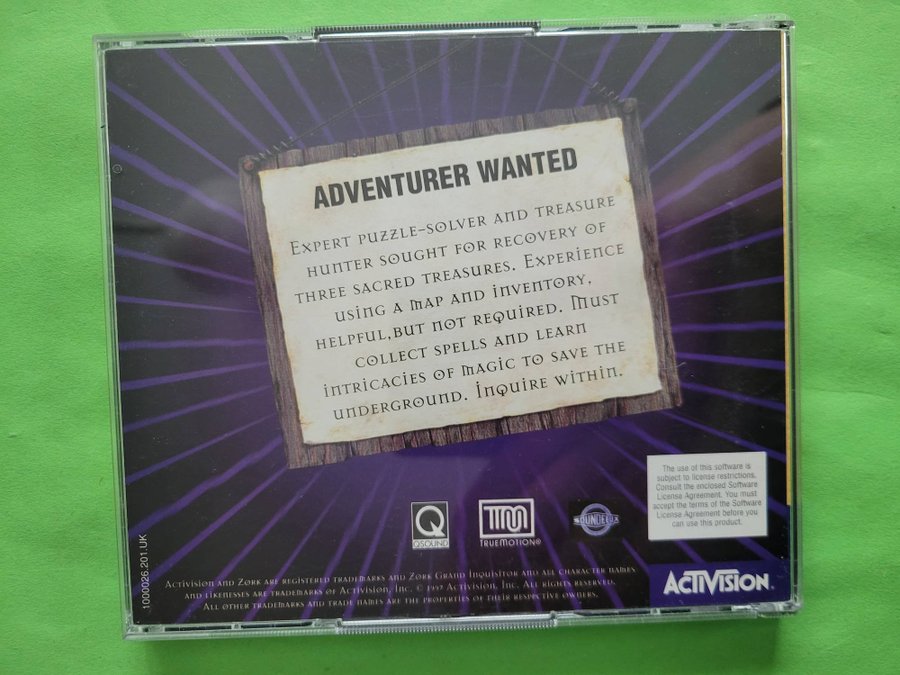 ADVENTURER WANTED
Expert puzzle-solver and treasure
hunter sought for recovery of
three sacred treasures. Experience
using a map and inventory,
helpful, but not required. Must
collect spells and learn
intricacies of magic to save the
underground. Inquire within.
The use of this software is
subject to license restrictions.
Consult the enclosed Software
License Agreement. You must
accept the terms of the Software
License Agreement before you
can use this product.
Q
QSOUND
TM
TRUEMOTION®
SOUNDELUX
1000026.201.UK
Activision and Zork are registered trademarks and Zork Grand Inquisitor and all character names
and likenesses are trademarks of Activision, Inc. © 1997 Activision, Inc. All rights reserved.
All other trademarks and trade names are the properties of their respective owners.
ACTIVISION